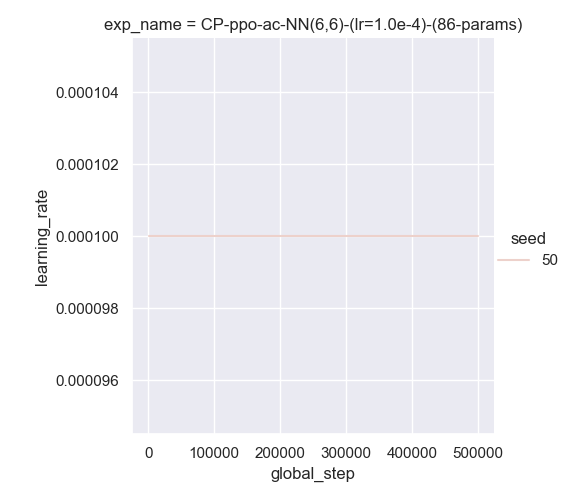 exp_name = CP-ppo-ac-NN(6,6)-(lr=1.0e-4)-(86-params)
0.000104
0.000102
0.000100
0.000098
0.000096
learning_rate
0 100000 200000 300000 400000 500000
global_step
seed
50